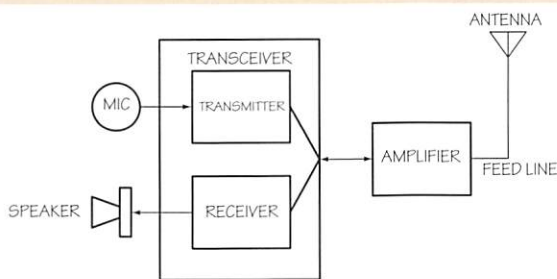 ANTENNA
TRANSCEIVER
MIC
TRANSMITTER
AMPLIFIER
FEED LINE
SPEAKER
RECEIVER